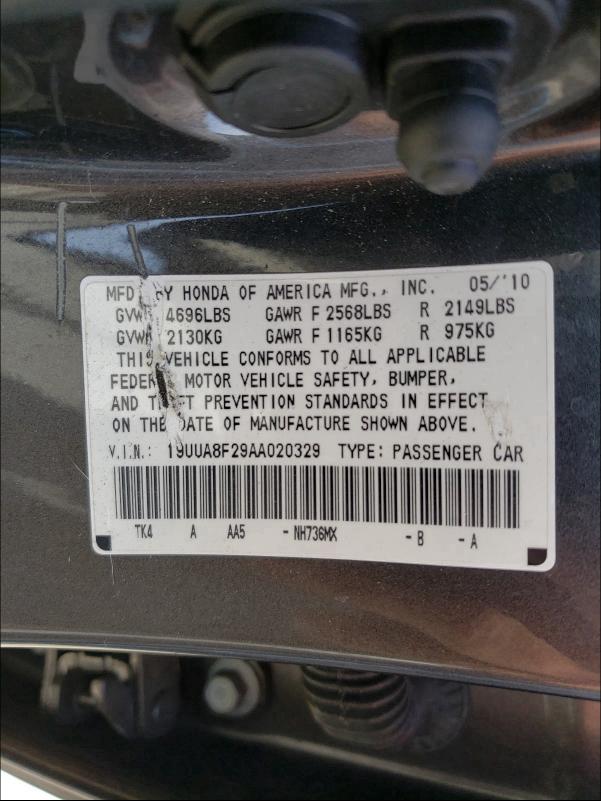 MFD BY HONDA OF AMERICA MFG., INC. 05/'10
GVWR 4696LBS GAWR F 2568LBS R 2149LBS
GVWR 2130KG GAWR F 1165KG R 975KG
THIS VEHICLE CONFORMS TO ALL APPLICABLE
FEDERAL MOTOR VEHICLE SAFETY, BUMPER,
AND THEFT PREVENTION STANDARDS IN EFFECT
ON THE DATE OF MANUFACTURE SHOWN ABOVE.
V.I.N.: 19UUA8F29AA020329 TYPE: PASSENGER CAR
TK4 A AA5 -NH736MX -B -A